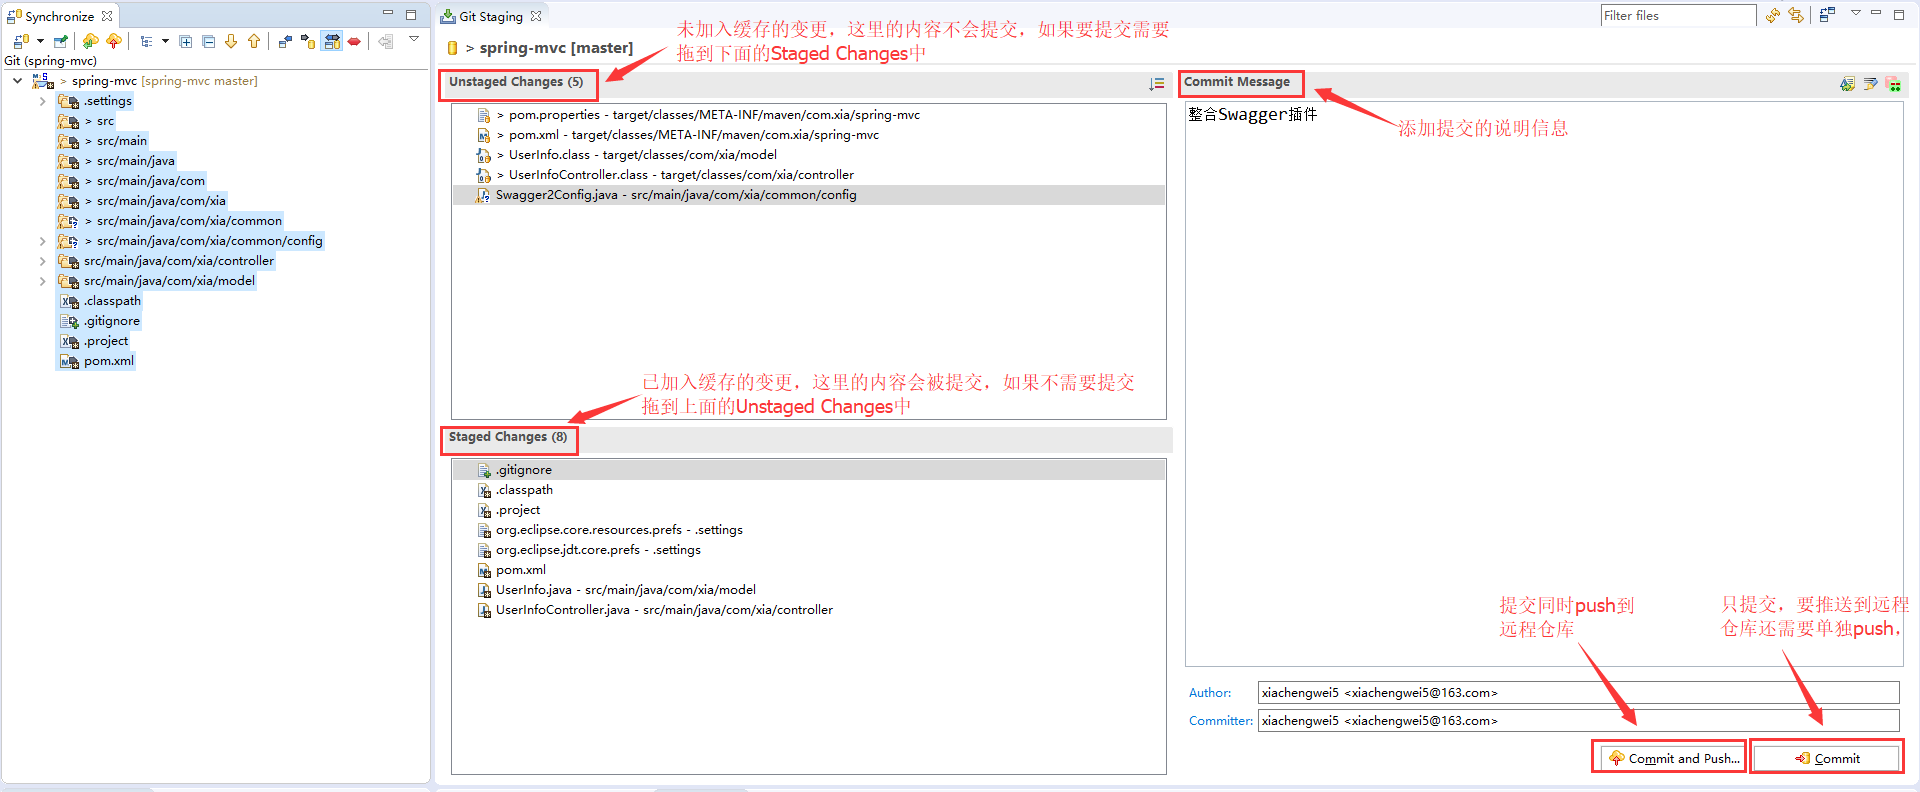 Synchronize
Git (spring-mvc)
> spring-mvc [spring-mvc master]
.settings
> src
> src/main
> src/main/java
> src/main/java/com
> src/main/java/com/xia
> src/main/java/com/xia/common
> src/main/java/com/xia/common/config
src/main/java/com/xia/controller
src/main/java/com/xia/model
.classpath
.gitignore
.project
pom.xml
Git Staging
Filter files
> spring-mvc [master]
未加入缓存的变更，这里的内容不会提交，如果要提交需要
拖到下面的Staged Changes中
Unstaged Changes (5)
> pom.properties - target/classes/META-INF/maven/com.xia/spring-mvc
> pom.xml - target/classes/META-INF/maven/com.xia/spring-mvc
> UserInfo.class - target/classes/com/xia/model
> UserInfoController.class - target/classes/com/xia/controller
Swagger2Config.java - src/main/java/com/xia/common/config
已加入缓存的变更，这里的内容会被提交，如果不需要提交
拖到上面的Unstaged Changes中
Staged Changes (8)
.gitignore
.classpath
.project
org.eclipse.core.resources.prefs - .settings
org.eclipse.jdt.core.prefs - .settings
pom.xml
UserInfo.java - src/main/java/com/xia/model
UserInfoController.java - src/main/java/com/xia/controller
Commit Message
整合Swagger插件
添加提交的说明信息
提交同时push到
远程仓库
只提交，要推送到远程
仓库还需要单独push，
Author: xiachengwei5 <xiachengwei5@163.com>
Committer: xiachengwei5 <xiachengwei5@163.com>
Commit and Push...
Commit